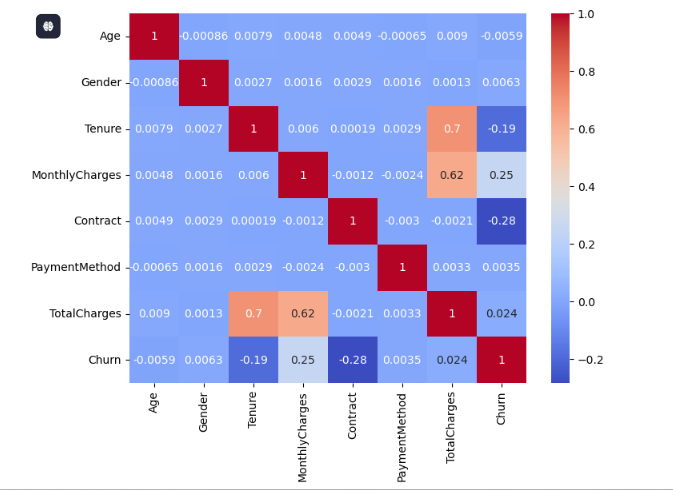 1.0
Age 1 -0.00086 0.0079 0.0048 0.0049 -0.00065 0.009 -0.0059
0.8
Gender -0.00086 1 0.0027 0.0016 0.0029 0.0016 0.0013 0.0063
Tenure 0.0079 0.0027 1 0.006 0.00019 0.0029 0.7 -0.19
0.6
MonthlyCharges 0.0048 0.0016 0.006 1 -0.0012 -0.0024 0.62 0.25
0.4
Contract 0.0049 0.0029 0.00019 -0.0012 1 -0.003 -0.0021 -0.28
0.2
PaymentMethod -0.00065 0.0016 0.0029 -0.0024 -0.003 1 0.0033 0.0035
0.0
TotalCharges 0.009 0.0013 0.7 0.62 -0.0021 0.0033 1 0.024
Churn -0.0059 0.0063 -0.19 0.25 -0.28 0.0035 0.024 1
−0.2
Age
Gender
Tenure
MonthlyCharges
Contract
PaymentMethod
TotalCharges
Churn